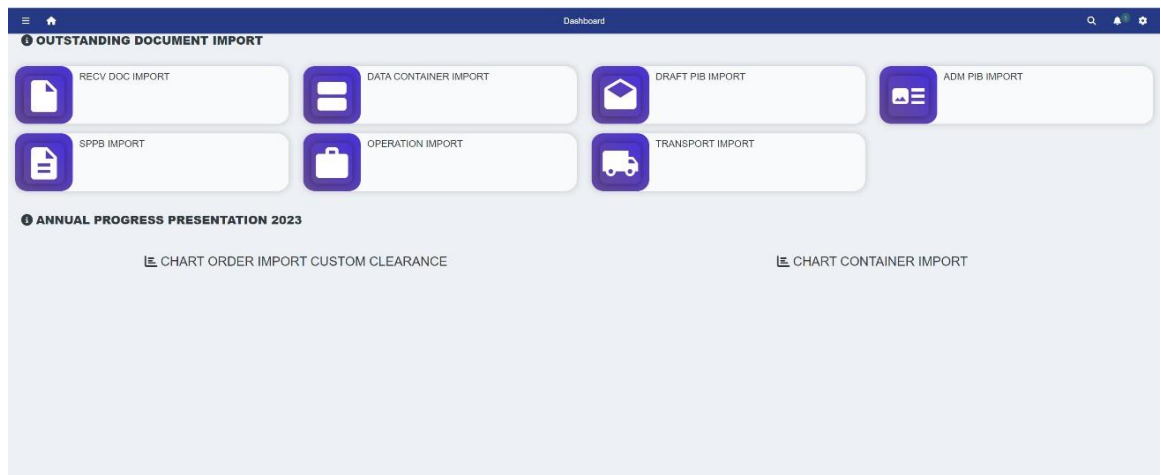 Dashboard
OUTSTANDING DOCUMENT IMPORT
RECV DOC IMPORT
DATA CONTAINER IMPORT
DRAFT PIB IMPORT
ADM PIB IMPORT
SPPB IMPORT
OPERATION IMPORT
TRANSPORT IMPORT
ANNUAL PROGRESS PRESENTATION 2023
CHART ORDER IMPORT CUSTOM CLEARANCE
CHART CONTAINER IMPORT